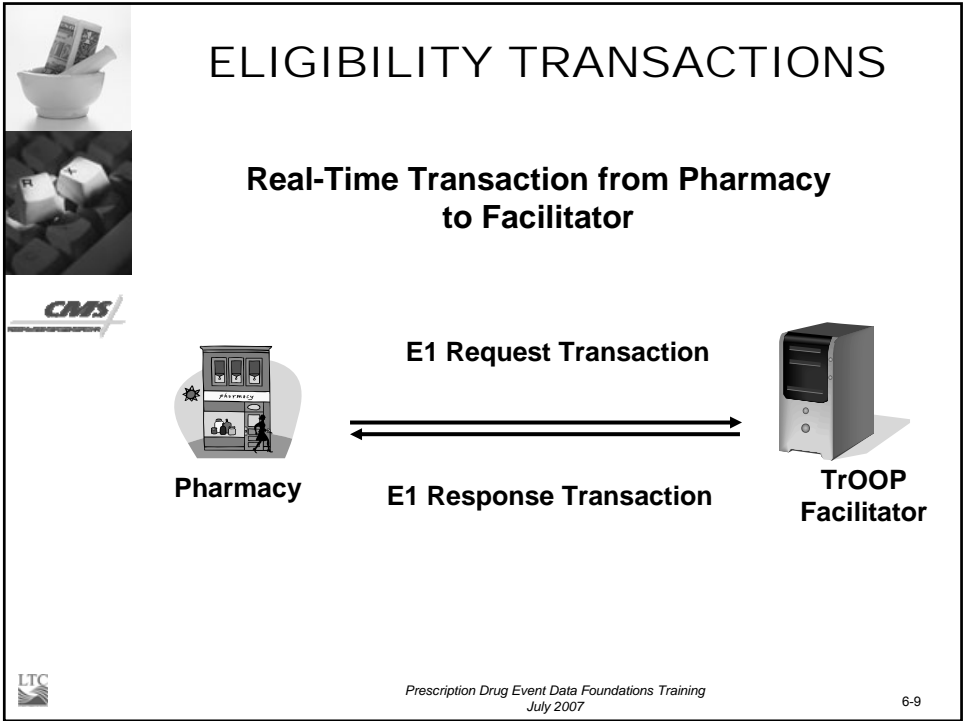 ELIGIBILITY TRANSACTIONS
Real-Time Transaction from Pharmacy
to Facilitator
R
X
CMS
E1 Request Transaction
Pharmacy
Pharmacy
E1 Response Transaction
TrOOP
Facilitator
LTC
Prescription Drug Event Data Foundations Training
July 2007
6-9